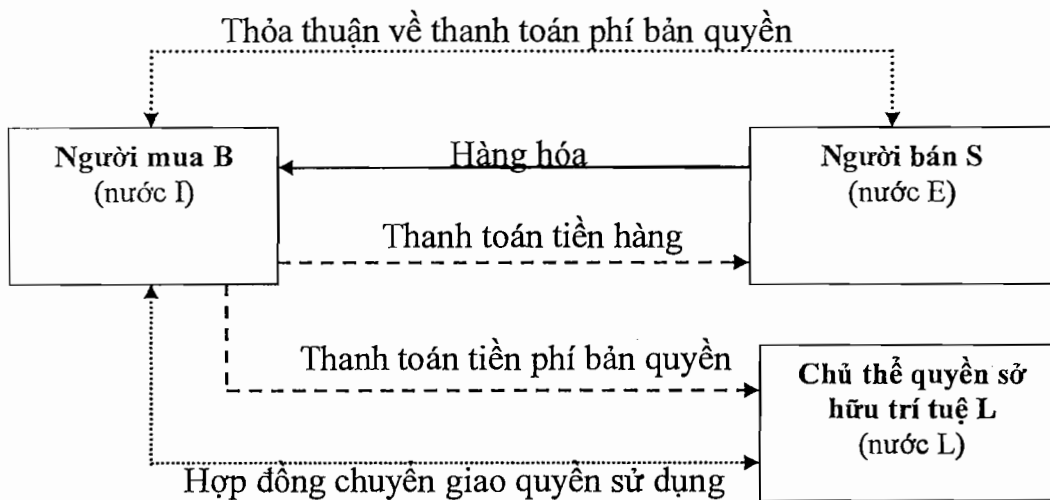 Thỏa thuận về thanh toán phí bản quyền
Người mua B
(nước I)
Hàng hóa
Người bán S
(nước E)
Thanh toán tiền hàng
Thanh toán tiền phí bản quyền
Chủ thể quyền sở
hữu trí tuệ L
(nước L)
Hợp đồng chuyên giao quyền sử dụng